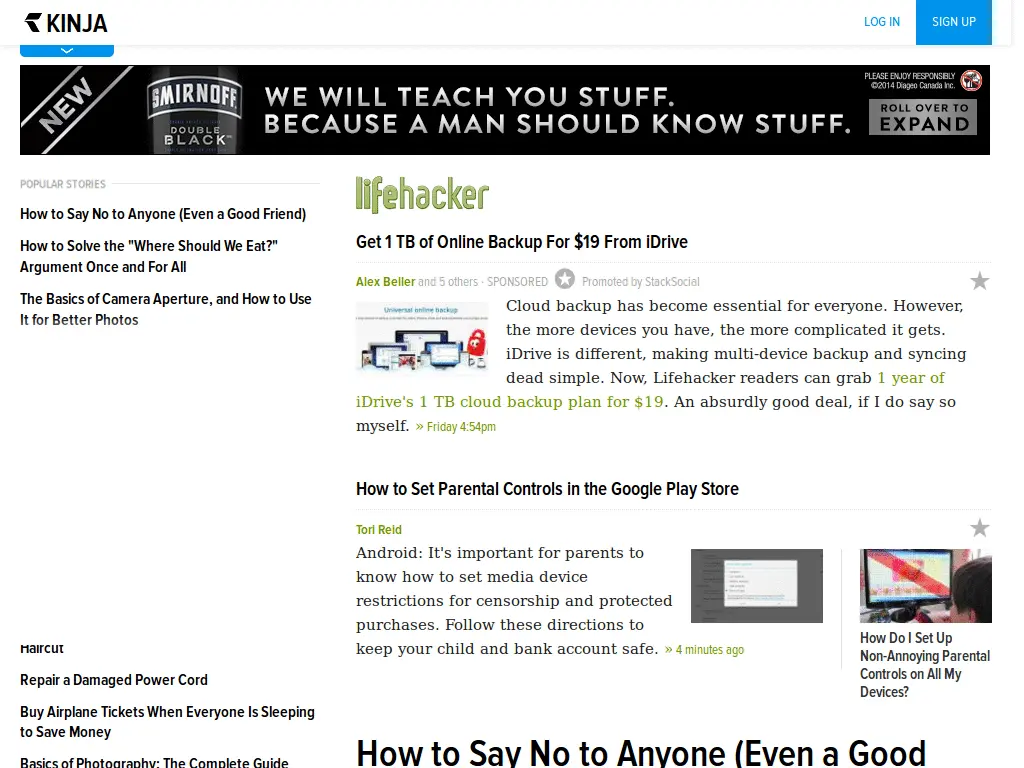 KINJA
LOG IN
SIGN UP
NEW
SMIRNOFF
DOUBLE
BLACK™
WE WILL TEACH YOU STUFF.
BECAUSE A MAN SHOULD KNOW STUFF.
PLEASE ENJOY RESPONSIBLY
©2014 Diageo Canada Inc.
ROLL OVER TO
EXPAND
POPULAR STORIES
How to Say No to Anyone (Even a Good Friend)
How to Solve the "Where Should We Eat?"
Argument Once and For All
The Basics of Camera Aperture, and How to Use
It for Better Photos
Haircut
Repair a Damaged Power Cord
Buy Airplane Tickets When Everyone Is Sleeping
to Save Money
Basics of Photography: The Complete Guide
lifehacker
Get 1 TB of Online Backup For $19 From iDrive
Alex Beller and 5 others · SPONSORED Promoted by StackSocial
Universal online backup
Cloud backup has become essential for everyone. However,
the more devices you have, the more complicated it gets.
iDrive is different, making multi-device backup and syncing
dead simple. Now, Lifehacker readers can grab 1 year of
iDrive's 1 TB cloud backup plan for $19. An absurdly good deal, if I do say so
myself. » Friday 4:54pm
How to Set Parental Controls in the Google Play Store
Tori Reid
Android: It's important for parents to
know how to set media device
restrictions for censorship and protected
purchases. Follow these directions to
keep your child and bank account safe. » 4 minutes ago
How Do I Set Up
Non-Annoying Parental
Controls on All My
Devices?
How to Say No to Anyone (Even a Good